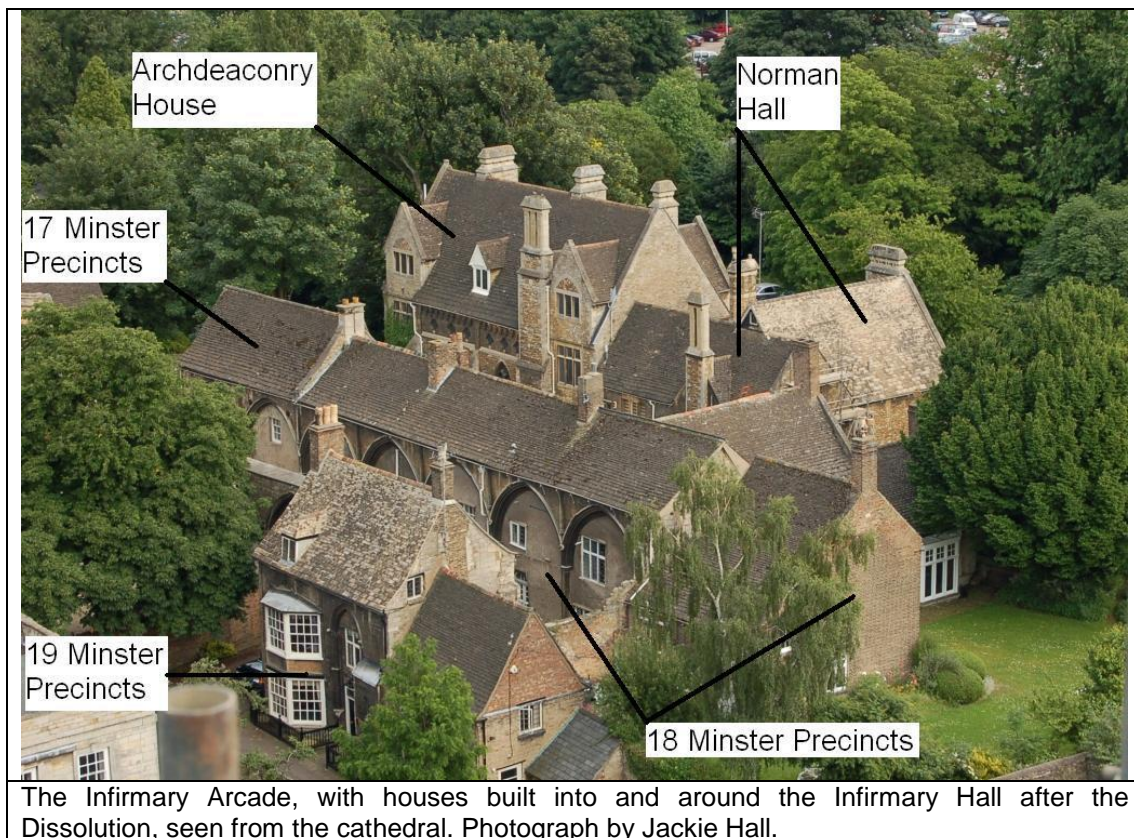 Archdeaconry
House
Norman
Hall
17 Minster
Precincts
19 Minster
Precincts
18 Minster Precincts
The Infirmary Arcade, with houses built into and around the Infirmary Hall after the
Dissolution, seen from the cathedral. Photograph by Jackie Hall.